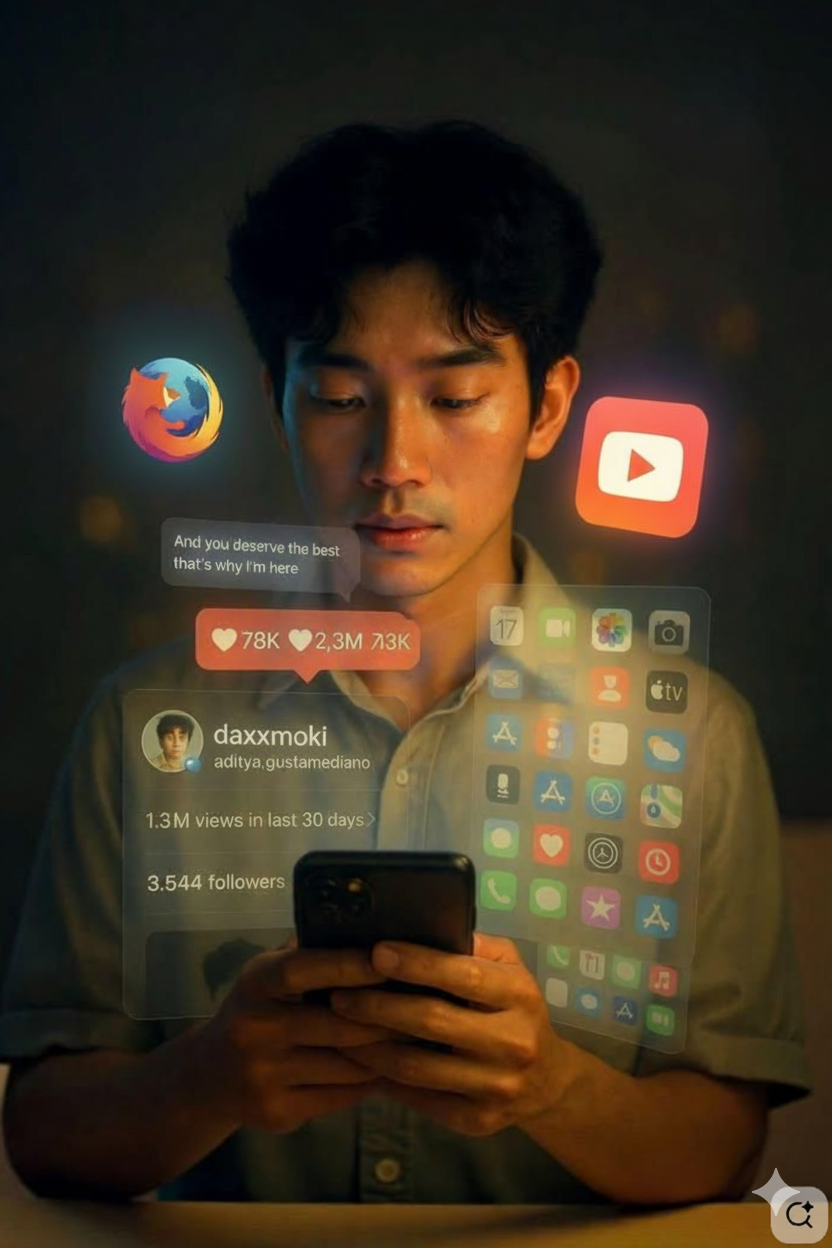 And you deserve the best
that's why I'm here
78K 2,3M 73K
daxxmoki
aditya,gustamediano
1.3M views in last 30 days
3.544 followers
17
tv